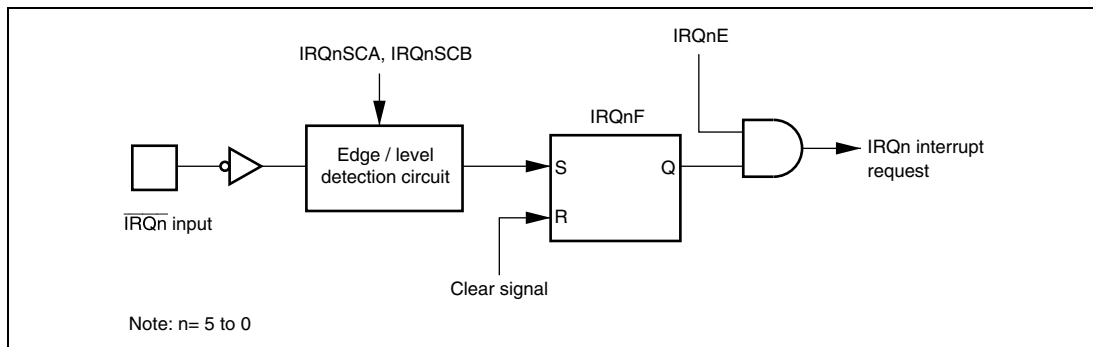 IRQnE
IRQnSCA, IRQnSCB
IRQnF
Edge / level
detection circuit
S
Q
R
IRQn interrupt
request
IRQn input
Clear signal
Note: n= 5 to 0